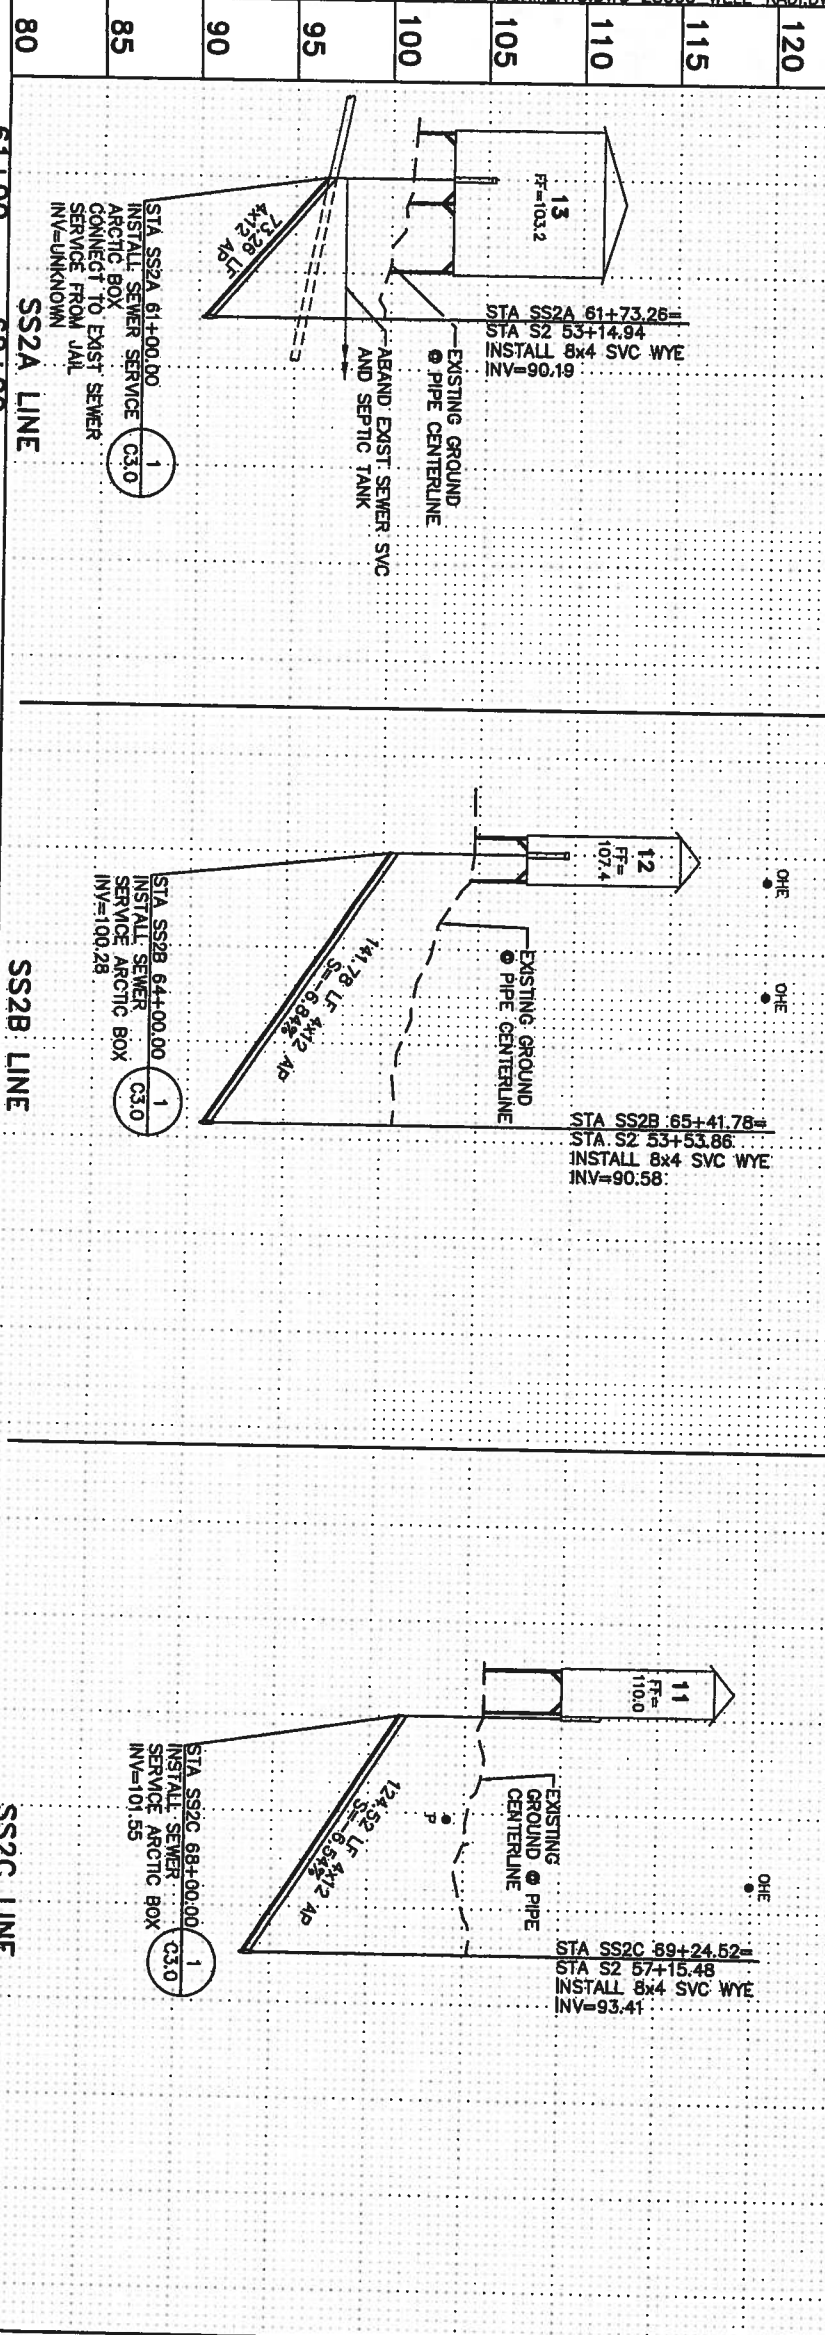 120
115
110
105
100
95
90
85
80
13
FF=103.2
STA SS2A 61+73.26=
STA S2 53+14.94
INSTALL 8x4 SVC WYE
INV=90.19
EXISTING GROUND
@ PIPE CENTERLINE
ABAND EXIST SEWER SVC
AND SEPTIC TANK
73.26 LF
4x12 AP
STA SS2A 61+00.00
INSTALL SEWER SERVICE
ARCTIC BOX
CONNECT TO EXIST SEWER
SERVICE FROM JAIL
INV=UNKNOWN
1
C3.0
SS2A LINE
OHE
OHE
12
FF=
107.4
EXISTING GROUND
@ PIPE CENTERLINE
STA SS2B 65+41.78=
STA S2 53+53.86
INSTALL 8x4 SVC WYE
INV=90.58
141.78 LF 4x12 AP
S=-6.84%
STA SS2B 64+00.00
INSTALL SEWER
SERVICE ARCTIC BOX
INV=100.28
1
C3.0
SS2B LINE
OHE
11
FF=
110.0
EXISTING
GROUND @ PIPE
CENTERLINE
P
STA SS2C 69+24.52=
STA S2 57+15.48
INSTALL 8x4 SVC WYE
INV=93.41
124.52 LF 4x12 AP
S=-6.54%
STA SS2C 68+00.00
INSTALL SEWER
SERVICE ARCTIC BOX
INV=101.55
1
C3.0
SS2C LINE